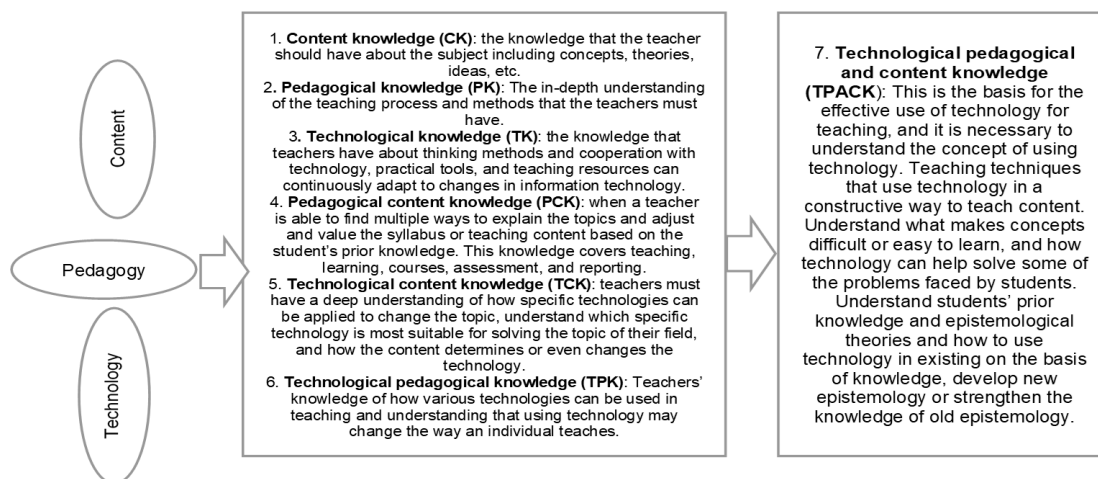 Content
Pedagogy
Technology
1. Content knowledge (CK): the knowledge that the teacher
should have about the subject including concepts, theories,
ideas, etc.
2. Pedagogical knowledge (PK): The in-depth understanding
of the teaching process and methods that the teachers must
have.
3. Technological knowledge (TK): the knowledge that
teachers have about thinking methods and cooperation with
technology, practical tools, and teaching resources can
continuously adapt to changes in information technology.
4. Pedagogical content knowledge (PCK): when a teacher
is able to find multiple ways to explain the topics and adjust
and value the syllabus or teaching content based on the
student’s prior knowledge. This knowledge covers teaching,
learning, courses, assessment, and reporting.
5. Technological content knowledge (TCK): teachers must
have a deep understanding of how specific technologies can
be applied to change the topic, understand which specific
technology is most suitable for solving the topic of their field,
and how the content determines or even changes the
technology.
6. Technological pedagogical knowledge (TPK): Teachers’
knowledge of how various technologies can be used in
teaching and understanding that using technology may
change the way an individual teaches.
7. Technological pedagogical
and content knowledge
(TPACK): This is the basis for the
effective use of technology for
teaching, and it is necessary to
understand the concept of using
technology. Teaching techniques
that use technology in a
constructive way to teach content.
Understand what makes concepts
difficult or easy to learn, and how
technology can help solve some of
the problems faced by students.
Understand students’ prior
knowledge and epistemological
theories and how to use
technology in existing on the basis
of knowledge, develop new
epistemology or strengthen the
knowledge of old epistemology.